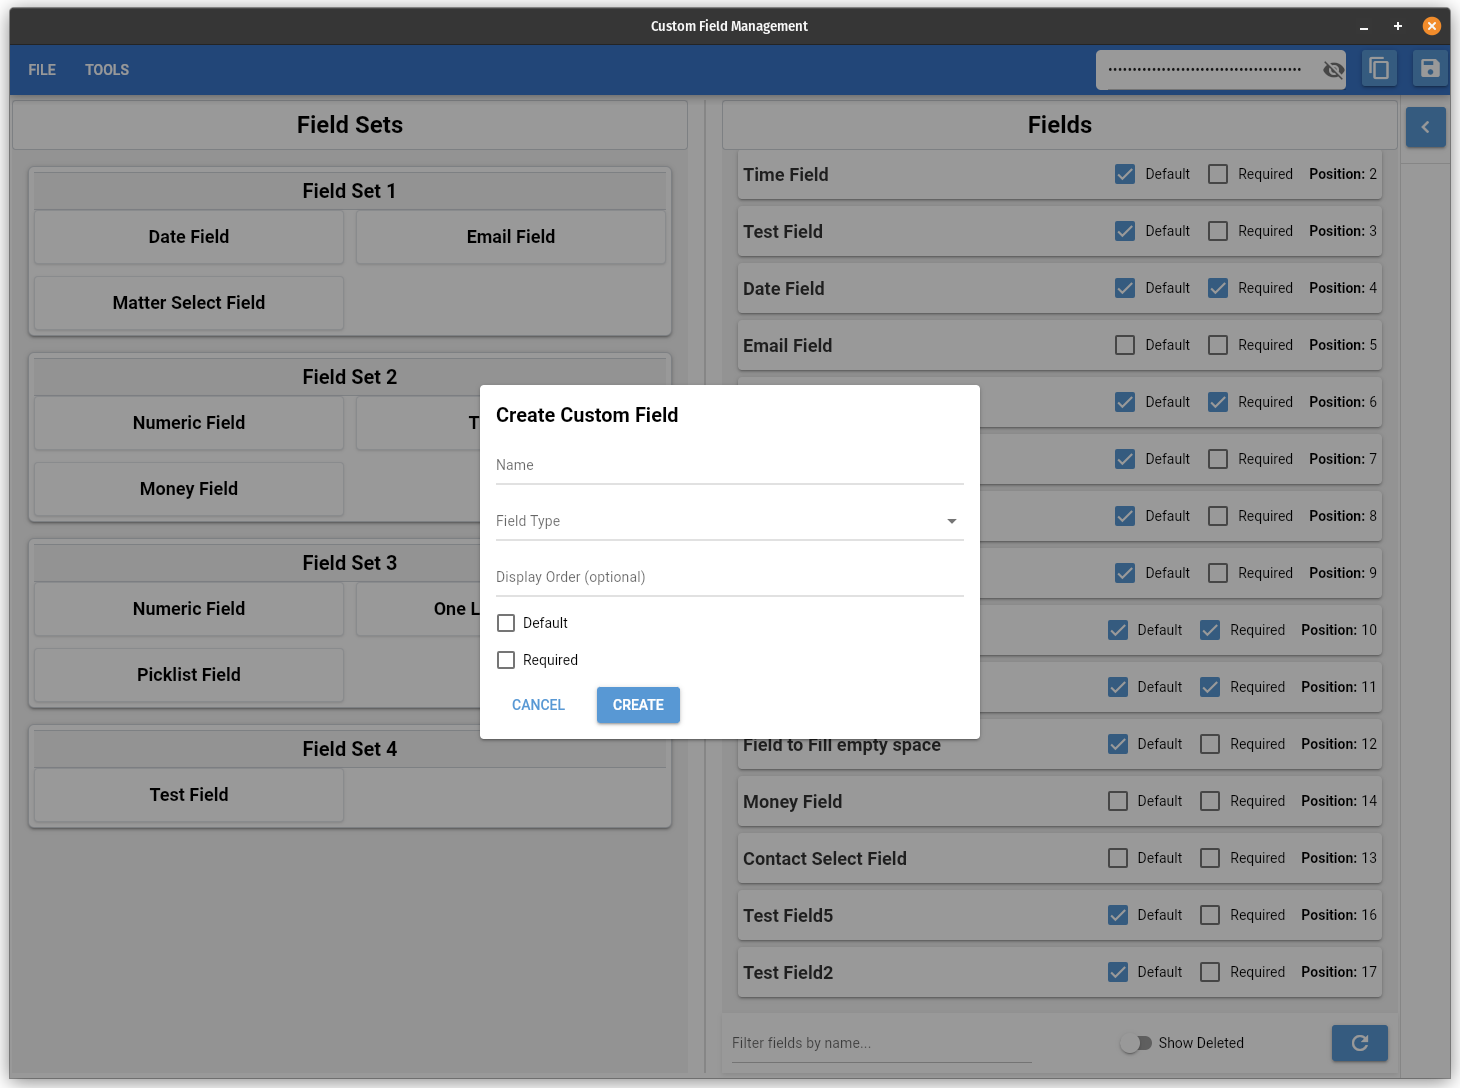 Custom Field Management
FILE TOOLS
Field Sets
Field Set 1
Date Field Email Field
Matter Select Field
Field Set 2
Numeric Field
Money Field
Field Set 3
Numeric Field One
Picklist Field
Field Set 4
Test Field
Fields
Time Field Default Required Position: 2
Test Field Default Required Position: 3
Date Field Default Required Position: 4
Email Field Default Required Position: 5
Default Required Position: 6
Default Required Position: 7
Default Required Position: 8
Default Required Position: 9
Default Required Position: 10
Default Required Position: 11
Field to Fill empty space Default Required Position: 12
Money Field Default Required Position: 14
Contact Select Field Default Required Position: 13
Test Field5 Default Required Position: 16
Test Field2 Default Required Position: 17
Filter fields by name... Show Deleted
Create Custom Field
Name
Field Type
Display Order (optional)
Default
Required
CANCEL CREATE